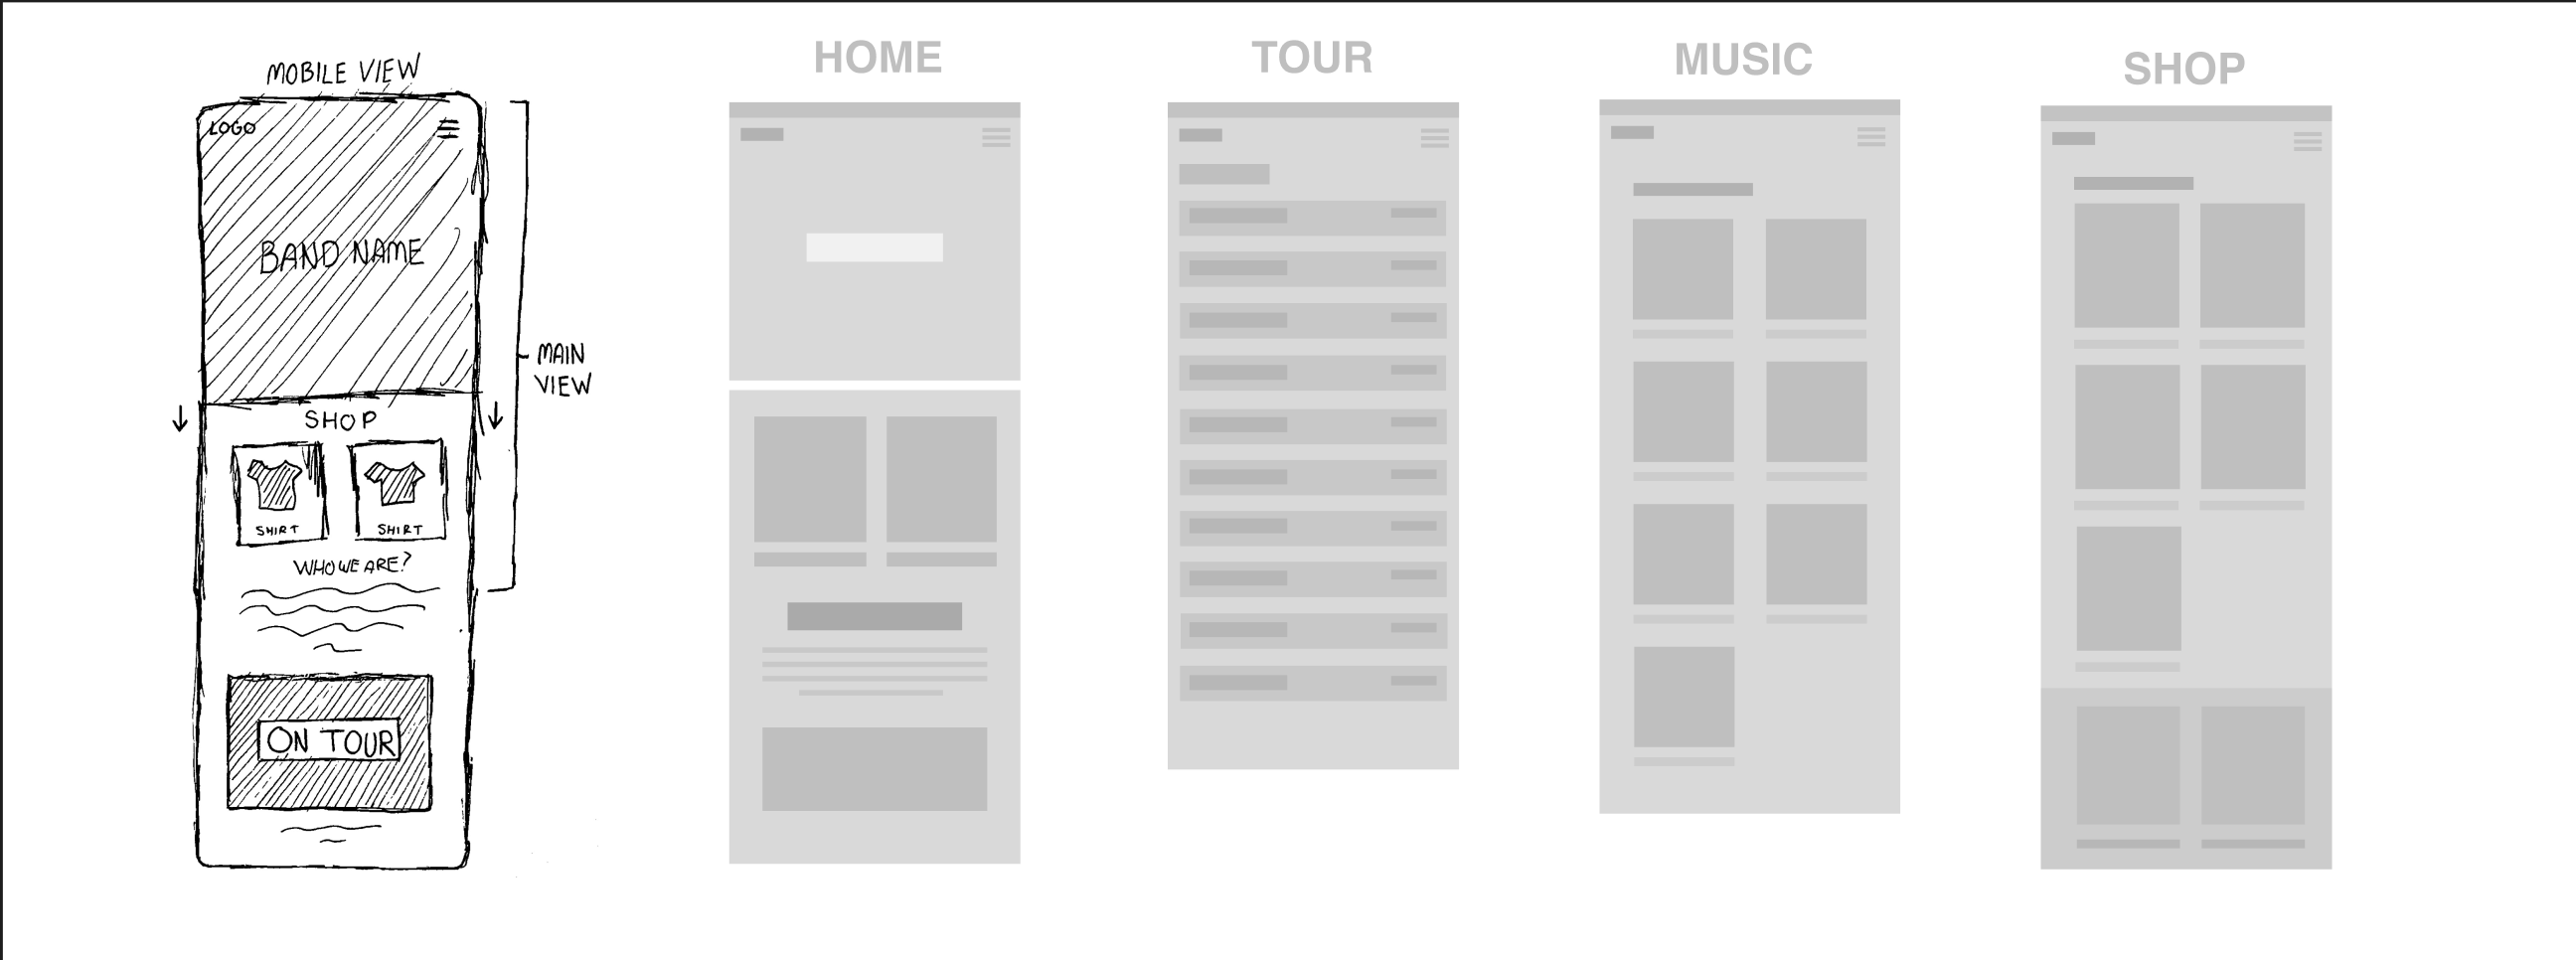 MOBILE VIEW
LOGO
BAND NAME
MAIN
VIEW
SHOP
SHIRT
SHIRT
WHO WE ARE?
ON TOUR
HOME
TOUR
MUSIC
SHOP